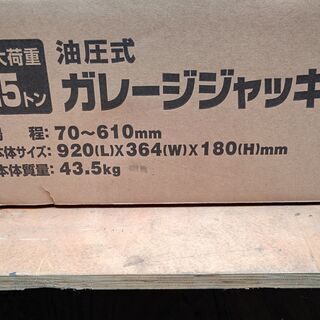 大荷重
15トン
油圧式
ガレージジャッキ
程:70～610mm
本体サイズ:920(L)X364(W)X180(H)mm
本体質量:43.5kg